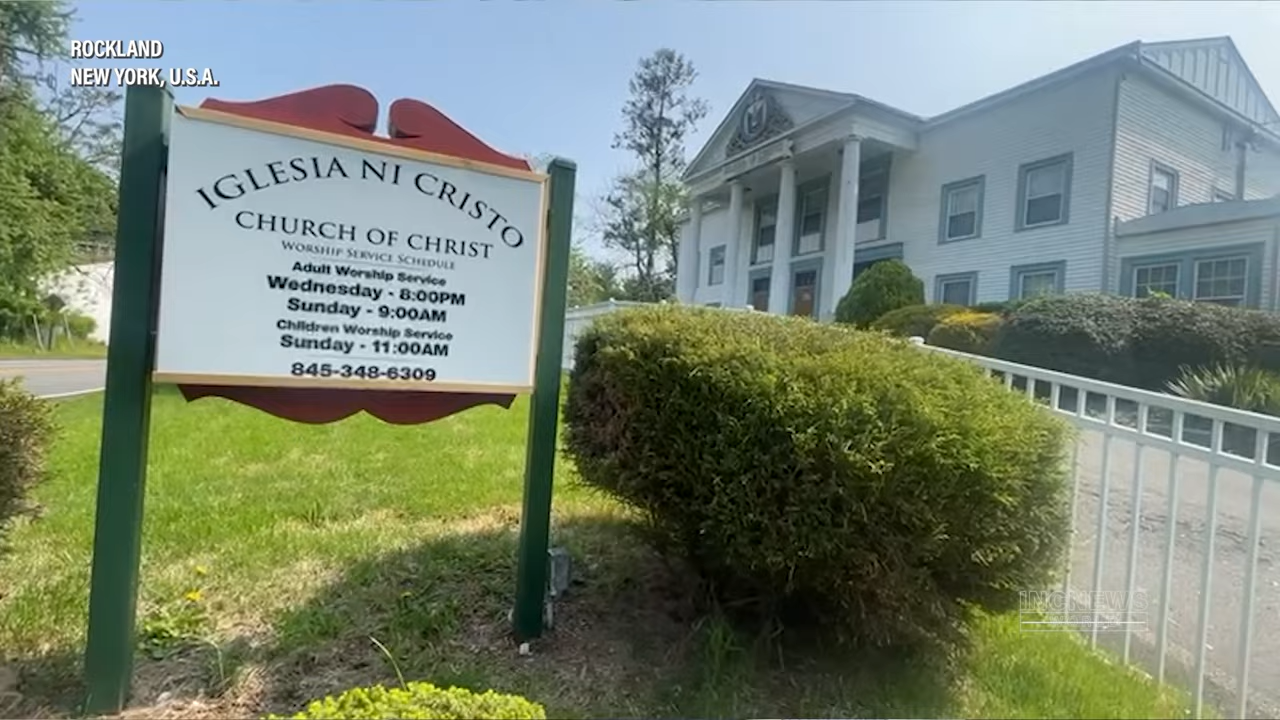 ROCKLAND
NEW YORK, U.S.A.
IGLESIA NI CRISTO
CHURCH OF CHRIST
WORSHIP SERVICE SCHEDULE
Adult Worship Service
Wednesday - 8:00PM
Sunday - 9:00AM
Children Worship Service
Sunday - 11:00AM
845-348-6309
INCNEWS